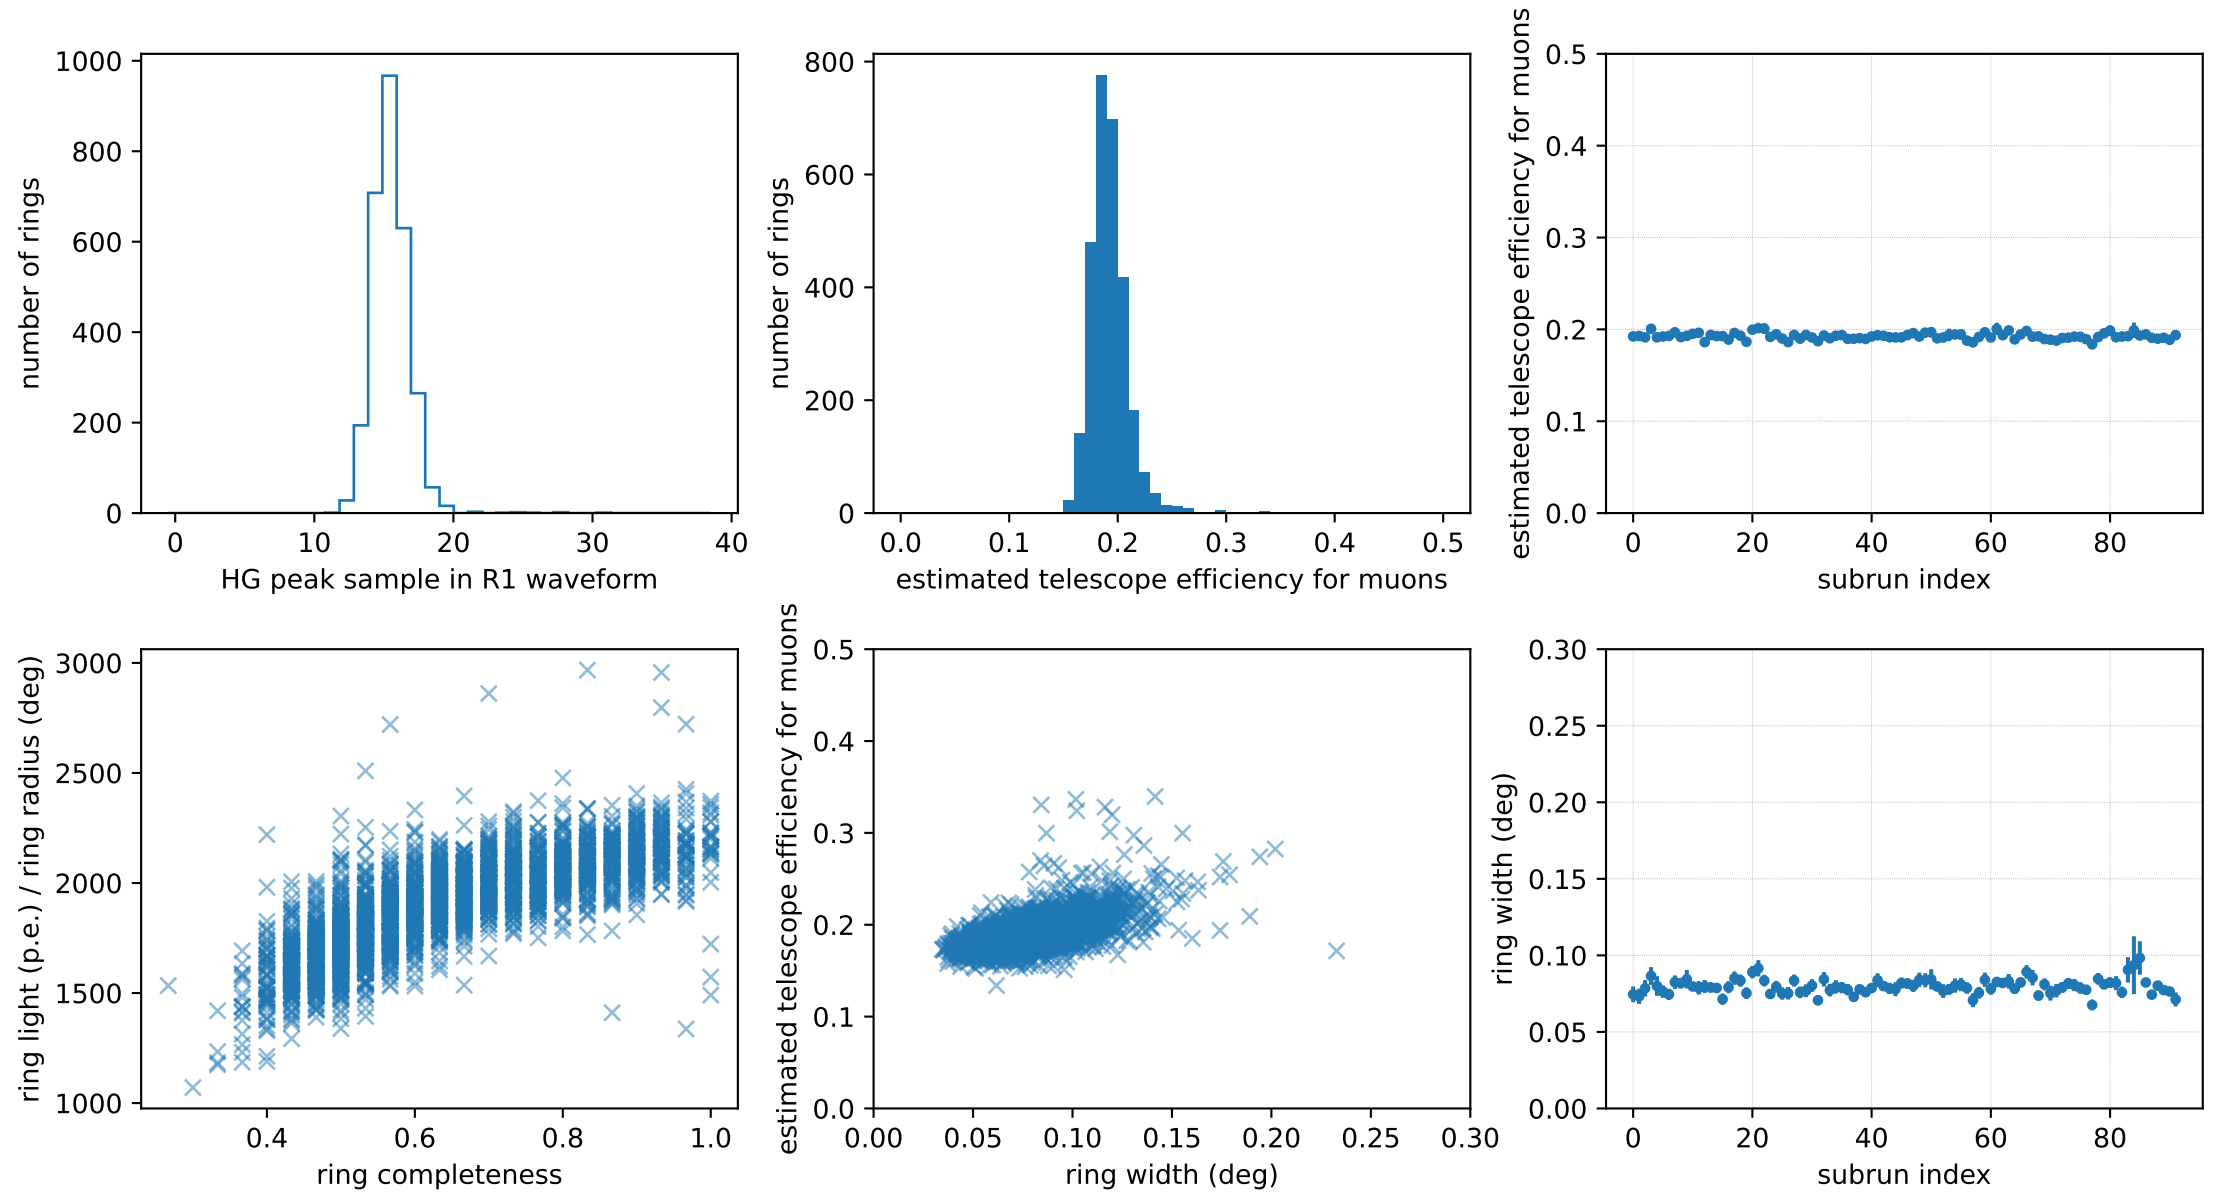 number of rings
1000
800
600
400
200
0
0 10 20 30 40
HG peak sample in R1 waveform
number of rings
800
600
400
200
0
0.0 0.1 0.2 0.3 0.4 0.5
estimated telescope efficiency for muons
estimated telescope efficiency for muons
0.5
0.4
0.3
0.2
0.1
0.0
0 20 40 60 80
subrun index
ring light (p.e.) / ring radius (deg)
3000
2500
2000
1500
1000
0.4 0.6 0.8 1.0
ring completeness
estimated telescope efficiency for muons
0.5
0.4
0.3
0.2
0.1
0.0
0.00 0.05 0.10 0.15 0.20 0.25 0.30
ring width (deg)
ring width (deg)
0.30
0.25
0.20
0.15
0.10
0.05
0.00
0 20 40 60 80
subrun index